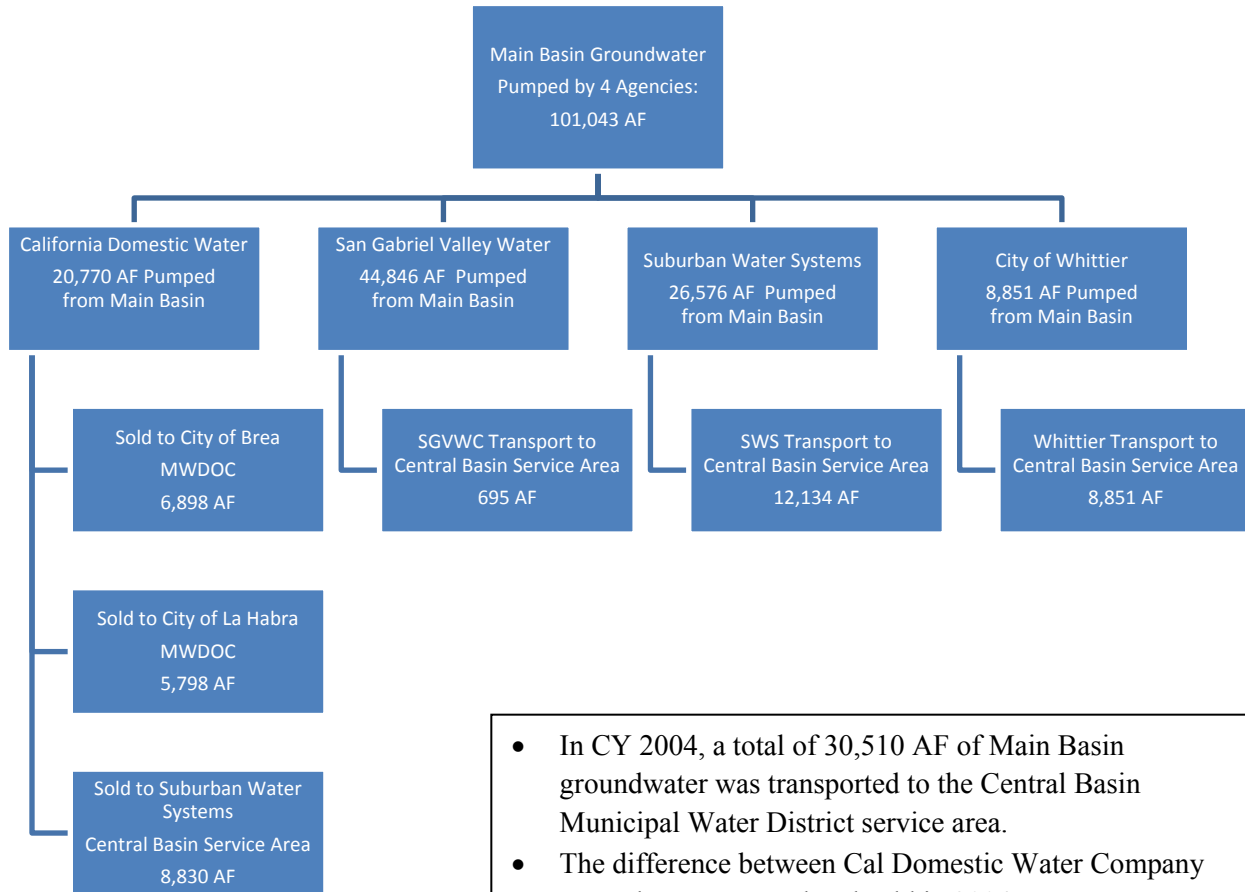 Main Basin Groundwater
Pumped by 4 Agencies:
101,043 AF
California Domestic Water
20,770 AF Pumped
from Main Basin
San Gabriel Valley Water
44,846 AF Pumped
from Main Basin
Suburban Water Systems
26,576 AF Pumped
from Main Basin
City of Whittier
8,851 AF Pumped
from Main Basin
Sold to City of Brea
MWDOC
6,898 AF
SGVWC Transport to
Central Basin Service Area
695 AF
SWS Transport to
Central Basin Service Area
12,134 AF
Whittier Transport to
Central Basin Service Area
8,851 AF
Sold to City of La Habra
MWDOC
5,798 AF
Sold to Suburban Water
Systems
Central Basin Service Area
8,830 AF
• In CY 2004, a total of 30,510 AF of Main Basin
groundwater was transported to the Central Basin
Municipal Water District service area.
• The difference between Cal Domestic Water Company